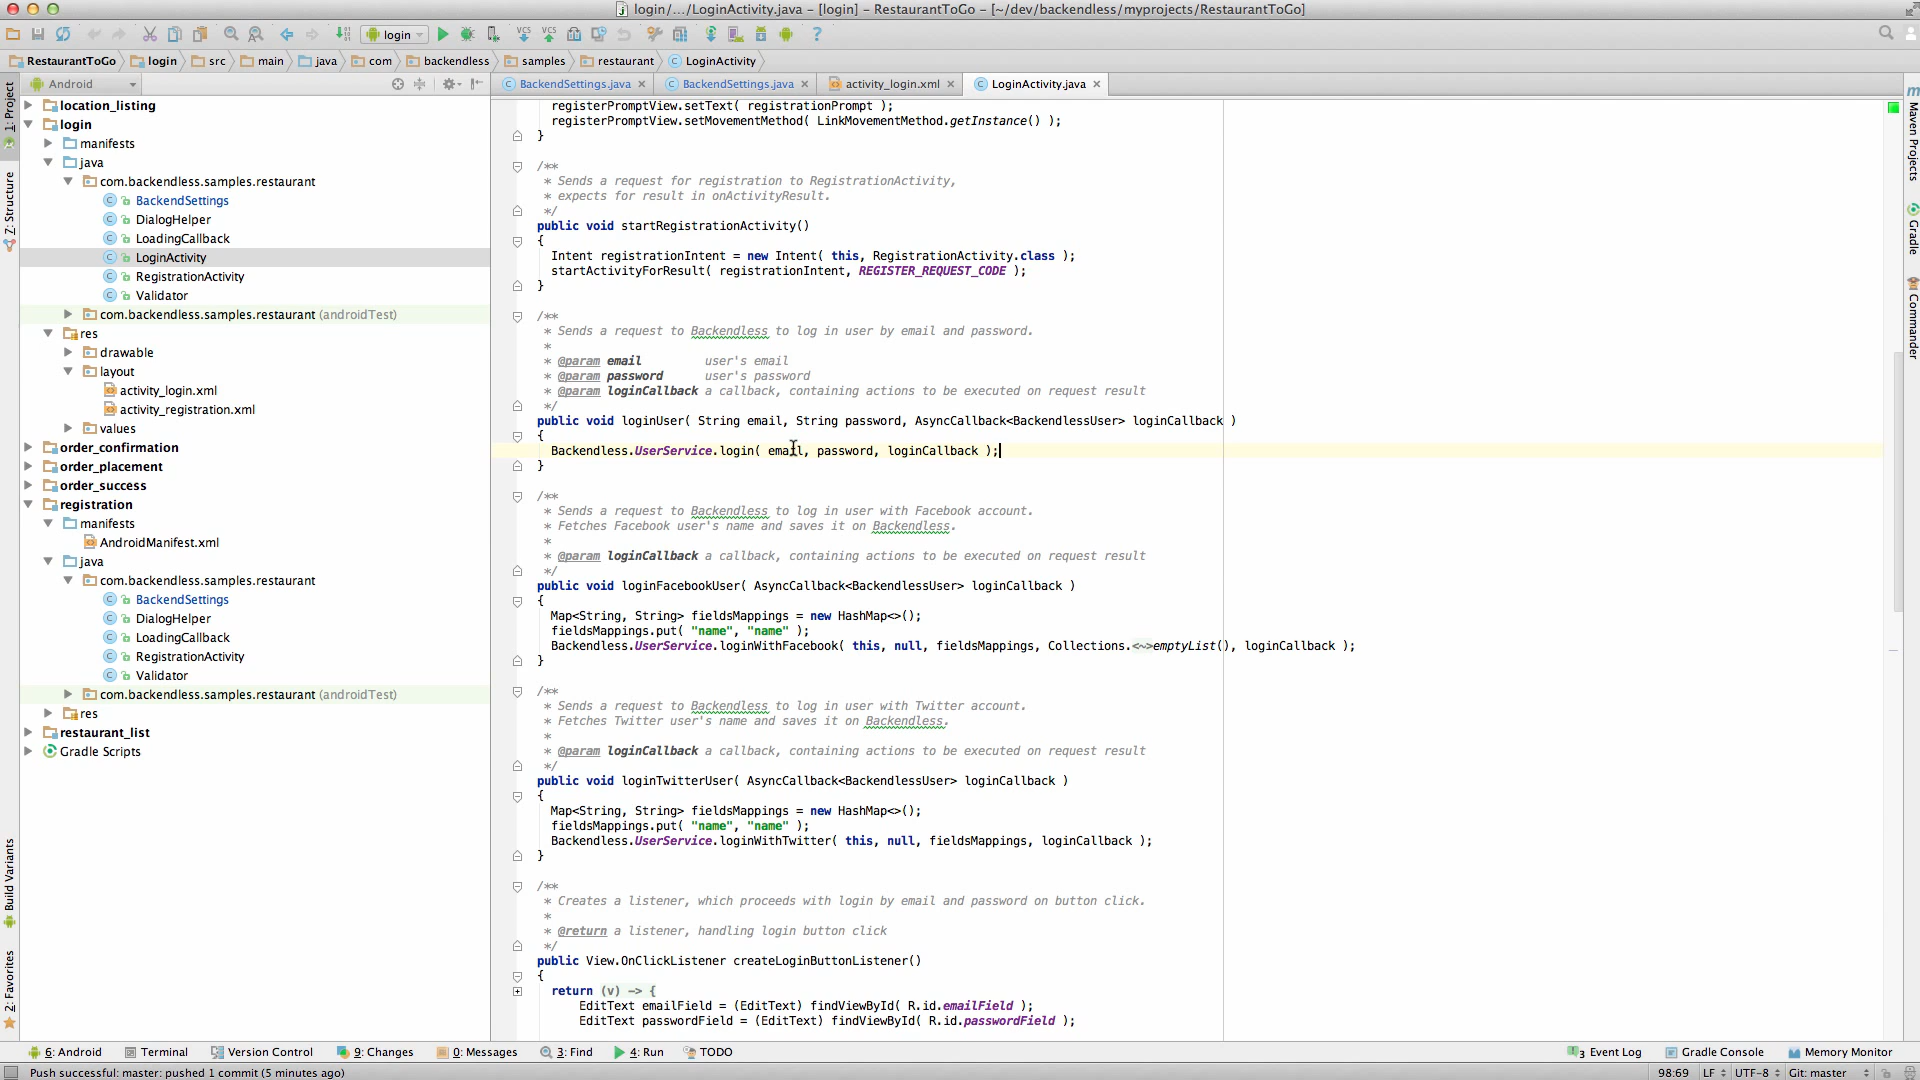 login/.../LoginActivity.java - [login] - RestaurantToGo - [~/dev/backendless/myprojects/RestaurantToGo]
login
RestaurantToGo login src main java com backendless samples restaurant LoginActivity
Android
BackendSettings.java BackendSettings.java activity_login.xml LoginActivity.java
1: Project
Z: Structure
Build Variants
2: Favorites
location_listing
login
manifests
java
com.backendless.samples.restaurant
BackendSettings
DialogHelper
LoadingCallback
LoginActivity
RegistrationActivity
Validator
com.backendless.samples.restaurant (androidTest)
res
drawable
layout
activity_login.xml
activity_registration.xml
values
order_confirmation
order_placement
order_success
registration
manifests
AndroidManifest.xml
java
com.backendless.samples.restaurant
BackendSettings
DialogHelper
LoadingCallback
RegistrationActivity
Validator
com.backendless.samples.restaurant (androidTest)
res
restaurant_list
Gradle Scripts
registerPromptView.setText( registrationPrompt );
registerPromptView.setMovementMethod( LinkMovementMethod.getInstance() );
}
/**
* Sends a request for registration to RegistrationActivity,
* expects for result in onActivityResult.
*/
public void startRegistrationActivity()
{
Intent registrationIntent = new Intent( this, RegistrationActivity.class );
startActivityForResult( registrationIntent, REGISTER_REQUEST_CODE );
}
/**
* Sends a request to Backendless to log in user by email and password.
*
* @param email user's email
* @param password user's password
* @param loginCallback a callback, containing actions to be executed on request result
*/
public void loginUser( String email, String password, AsyncCallback<BackendlessUser> loginCallback )
{
Backendless.UserService.login( email, password, loginCallback );
}
/**
* Sends a request to Backendless to log in user with Facebook account.
* Fetches Facebook user's name and saves it on Backendless.
*
* @param loginCallback a callback, containing actions to be executed on request result
*/
public void loginFacebookUser( AsyncCallback<BackendlessUser> loginCallback )
{
Map<String, String> fieldsMappings = new HashMap<>();
fieldsMappings.put( "name", "name" );
Backendless.UserService.loginWithFacebook( this, null, fieldsMappings, Collections.<~>emptyList(), loginCallback );
}
/**
* Sends a request to Backendless to log in user with Twitter account.
* Fetches Twitter user's name and saves it on Backendless.
*
* @param loginCallback a callback, containing actions to be executed on request result
*/
public void loginTwitterUser( AsyncCallback<BackendlessUser> loginCallback )
{
Map<String, String> fieldsMappings = new HashMap<>();
fieldsMappings.put( "name", "name" );
Backendless.UserService.loginWithTwitter( this, null, fieldsMappings, loginCallback );
}
/**
* Creates a listener, which proceeds with login by email and password on button click.
*
* @return a listener, handling login button click
*/
public View.OnClickListener createLoginButtonListener()
{
return (v) -> {
EditText emailField = (EditText) findViewById( R.id.emailField );
EditText passwordField = (EditText) findViewById( R.id.passwordField );
Maven Projects
Gradle
Commander
6: Android Terminal Version Control 9: Changes 0: Messages 3: Find 4: Run TODO 3 Event Log Gradle Console Memory Monitor
Push successful: master: pushed 1 commit (5 minutes ago) 98:69 LF UTF-8 Git: master